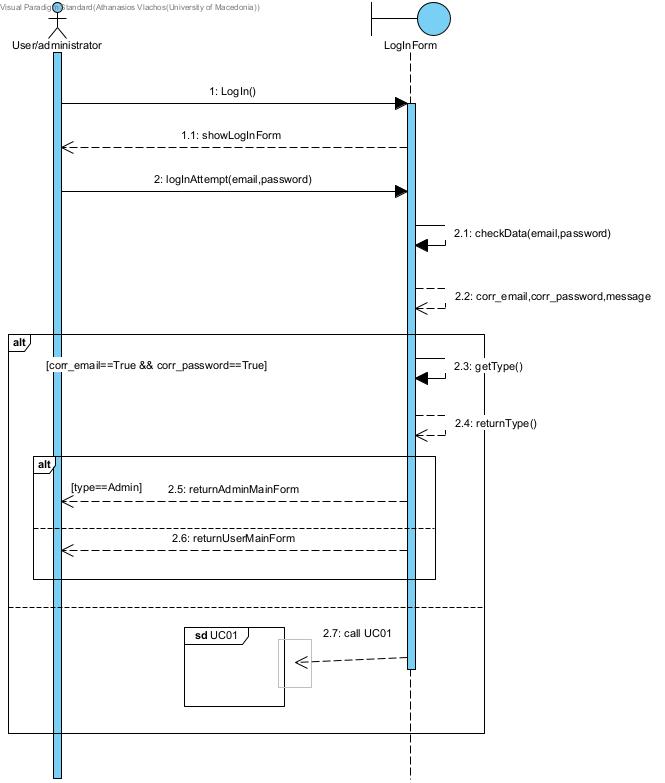 Visual Paradigm Standard(Athanasios Vlachos(University of Macedonia))
User/administrator
LogInForm
1: LogIn()
1.1: showLogInForm
2: logInAttempt(email,password)
2.1: checkData(email,password)
2.2: corr_email,corr_password,message
alt
[corr_email==True && corr_password==True]
2.3: getType()
2.4: returnType()
alt
[type==Admin]
2.5: returnAdminMainForm
2.6: returnUserMainForm
sd UC01
2.7: call UC01